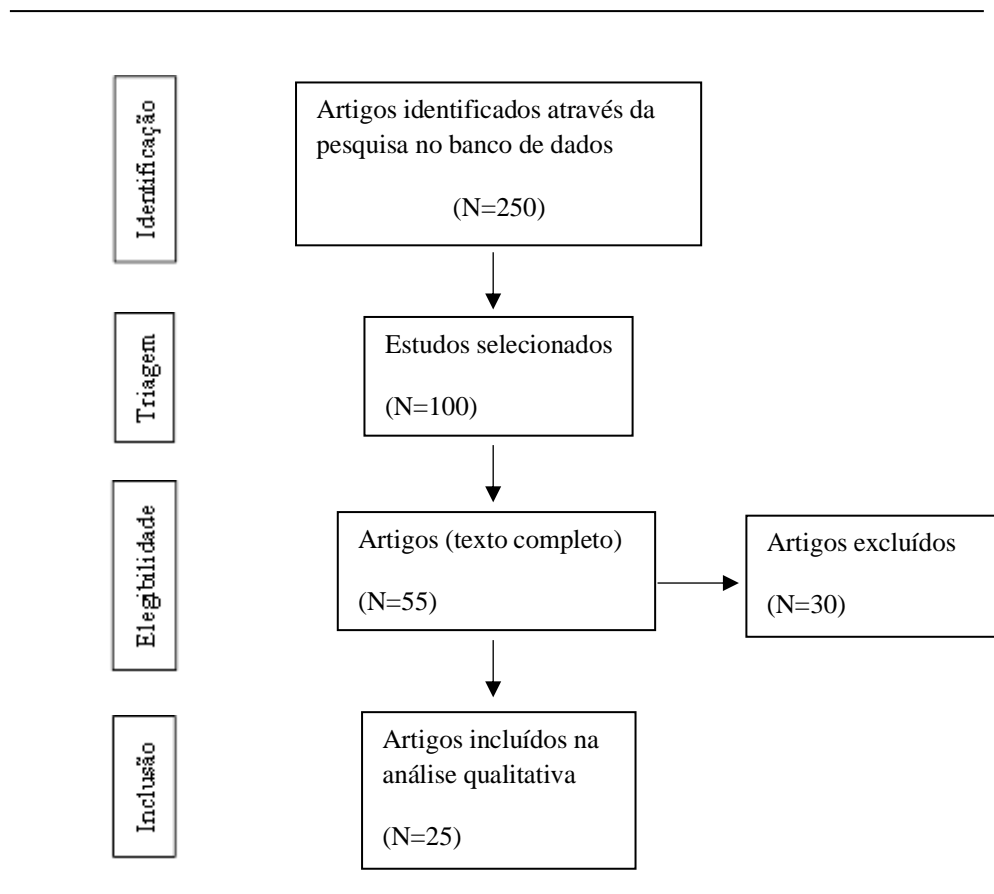 Identificação
Artigos identificados através da
pesquisa no banco de dados
(N=250)
Triagem
Estudos selecionados
(N=100)
Elegibilidade
Artigos (texto completo)
(N=55)
Artigos excluídos
(N=30)
Inclusão
Artigos incluídos na
análise qualitativa
(N=25)